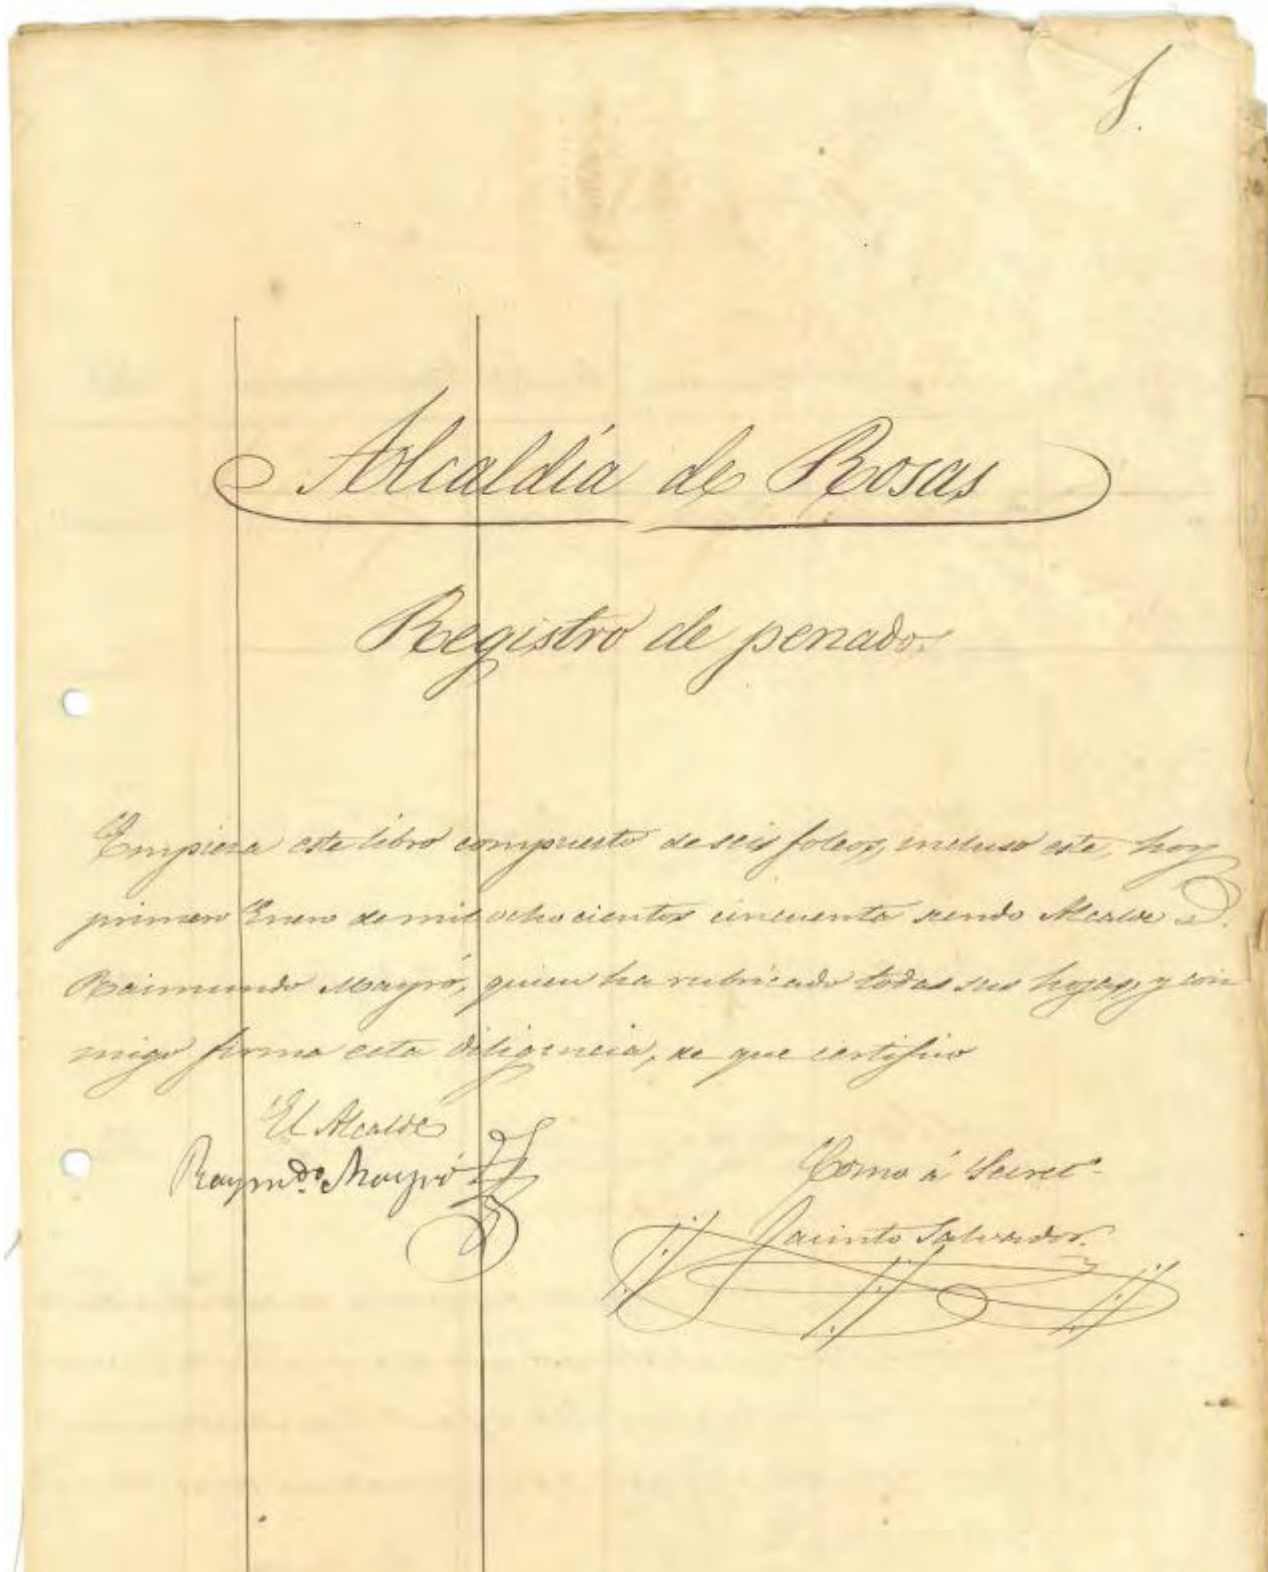 1.
Alcaldía de Rosas
Registro de penados
Empieza este libro compuesto de seis folios, incluso este, hoy
primero Enero de mil ochocientos cincuenta siendo Alcalde D.
Raimundo Mayró, quien ha rubricado todas sus hojas, y con
migo firma esta diligencia, de que certifico
El Alcalde
Raymdo. Mayró
Como á Secreto.
Jacinto Salvador.